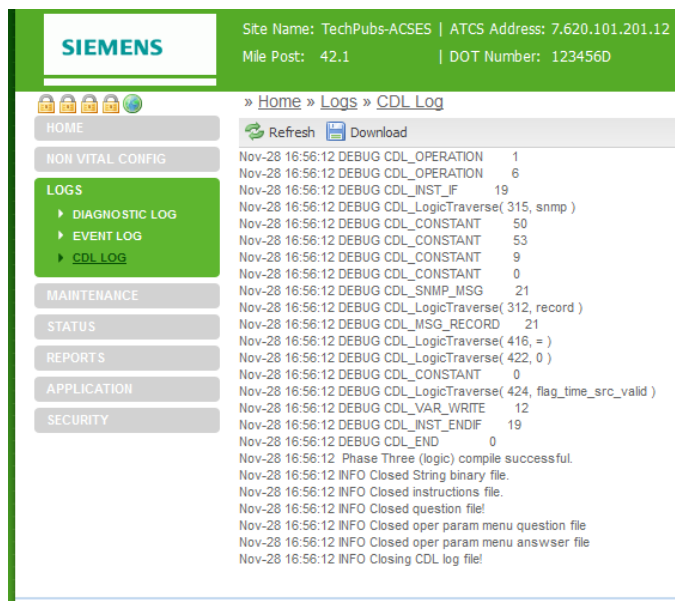 SIEMENS
Site Name: TechPubs-ACSES | ATCS Address: 7.620.101.201.12
Mile Post: 42.1 | DOT Number: 123456D
» Home » Logs » CDL Log
Refresh Download
HOME
NON VITAL CONFIG
LOGS
DIAGNOSTIC LOG
EVENT LOG
CDL LOG
MAINTENANCE
STATUS
REPORTS
APPLICATION
SECURITY
Nov-28 16:56:12 DEBUG CDL_OPERATION 1
Nov-28 16:56:12 DEBUG CDL_OPERATION 6
Nov-28 16:56:12 DEBUG CDL_INST_IF 19
Nov-28 16:56:12 DEBUG CDL_LogicTraverse( 315, snmp )
Nov-28 16:56:12 DEBUG CDL_CONSTANT 50
Nov-28 16:56:12 DEBUG CDL_CONSTANT 53
Nov-28 16:56:12 DEBUG CDL_CONSTANT 9
Nov-28 16:56:12 DEBUG CDL_CONSTANT 0
Nov-28 16:56:12 DEBUG CDL_SNMP_MSG 21
Nov-28 16:56:12 DEBUG CDL_LogicTraverse( 312, record )
Nov-28 16:56:12 DEBUG CDL_MSG_RECORD 21
Nov-28 16:56:12 DEBUG CDL_LogicTraverse( 416, = )
Nov-28 16:56:12 DEBUG CDL_LogicTraverse( 422, 0 )
Nov-28 16:56:12 DEBUG CDL_CONSTANT 0
Nov-28 16:56:12 DEBUG CDL_LogicTraverse( 424, flag_time_src_valid )
Nov-28 16:56:12 DEBUG CDL_VAR_WRITE 12
Nov-28 16:56:12 DEBUG CDL_INST_ENDIF 19
Nov-28 16:56:12 DEBUG CDL_END 0
Nov-28 16:56:12 Phase Three (logic) compile successful.
Nov-28 16:56:12 INFO Closed String binary file.
Nov-28 16:56:12 INFO Closed instructions file.
Nov-28 16:56:12 INFO Closed question file!
Nov-28 16:56:12 INFO Closed oper param menu question file
Nov-28 16:56:12 INFO Closed oper param menu answser file
Nov-28 16:56:12 INFO Closing CDL log file!